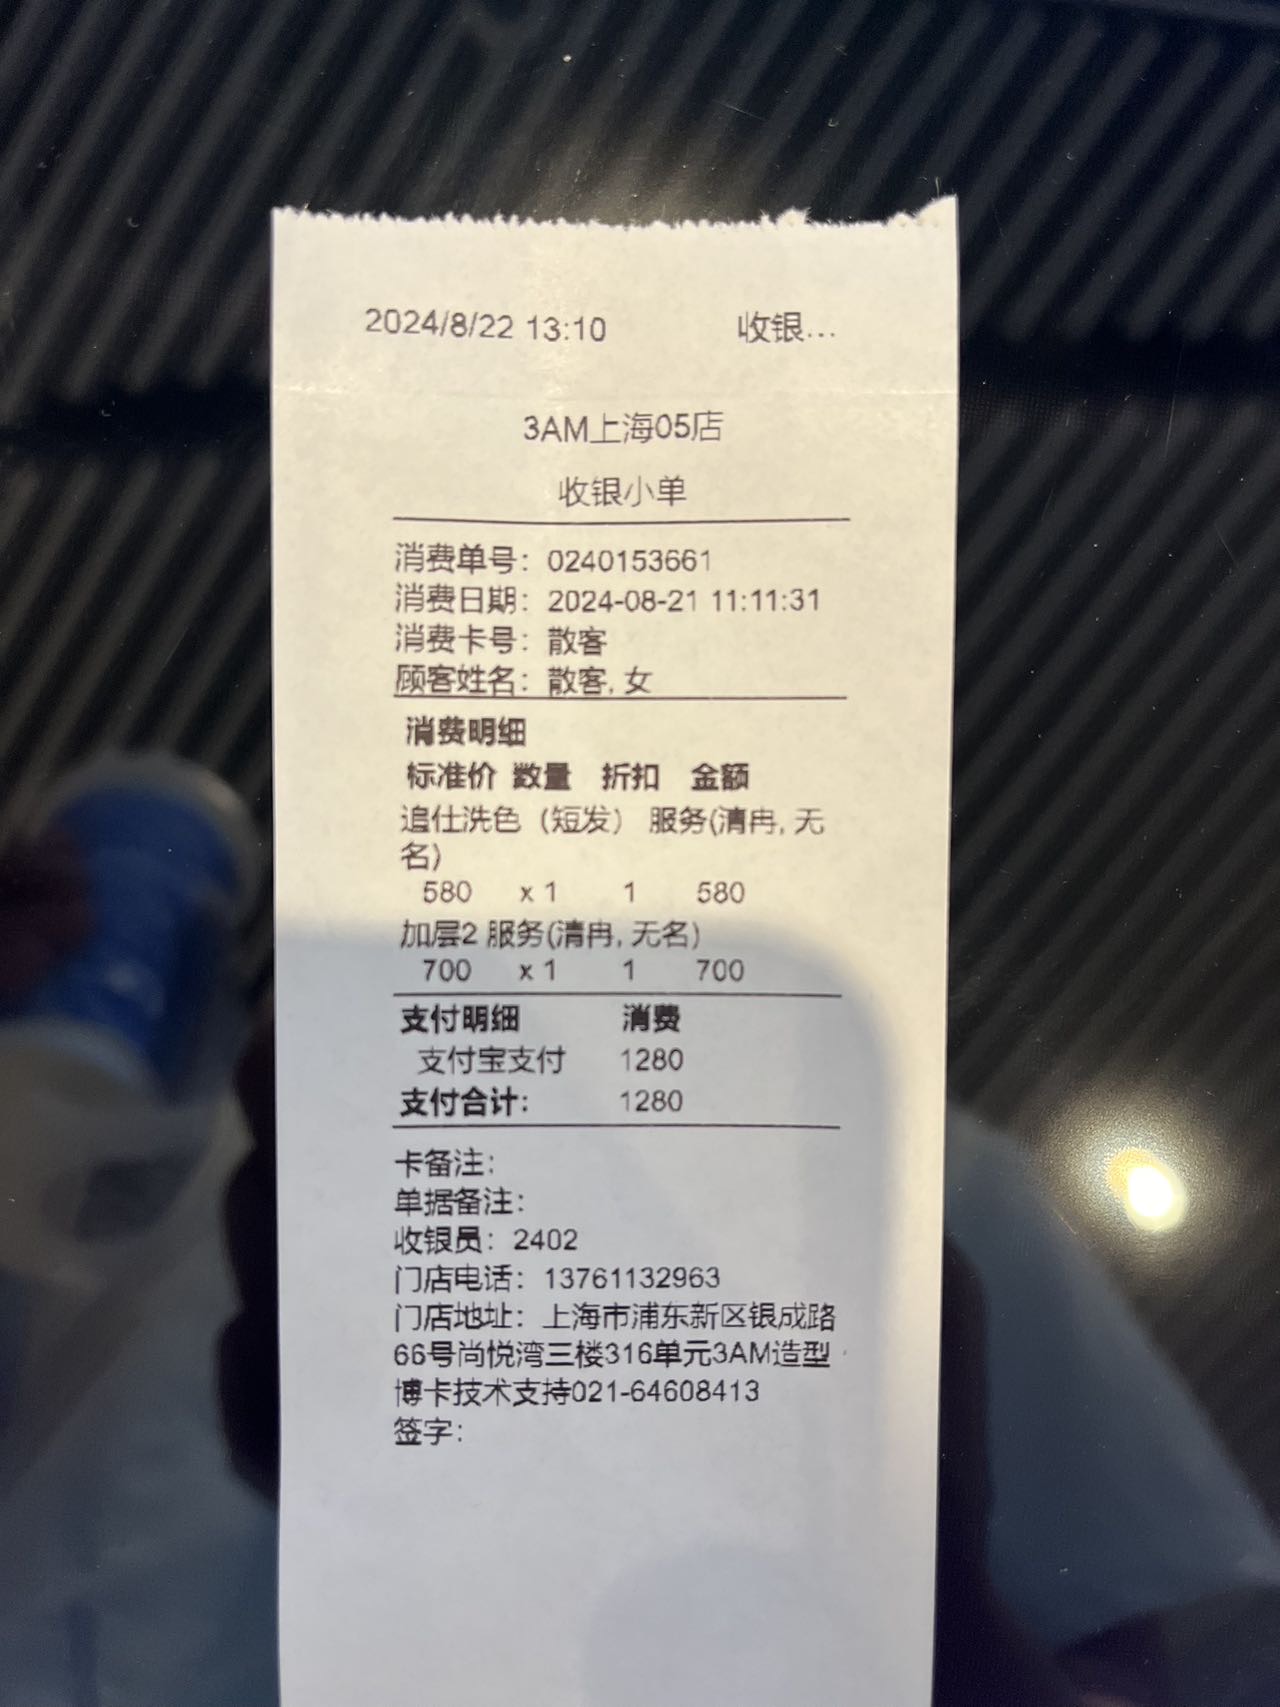 2024/8/22 13:10 收银...
3AM上海05店
收银小单
消费单号：0240153661
消费日期：2024-08-21 11:11:31
消费卡号：散客
顾客姓名：散客, 女
消费明细
标准价 数量 折扣 金额
追仕洗色（短发） 服务(清冉, 无
名)
580 x 1 1 580
加层2 服务(清冉, 无名)
700 x 1 1 700
支付明细 消费
支付宝支付 1280
支付合计: 1280
卡备注:
单据备注:
收银员：2402
门店电话：13761132963
门店地址：上海市浦东新区银成路
66号尚悦湾三楼316单元3AM造型
博卡技术支持021-64608413
签字: